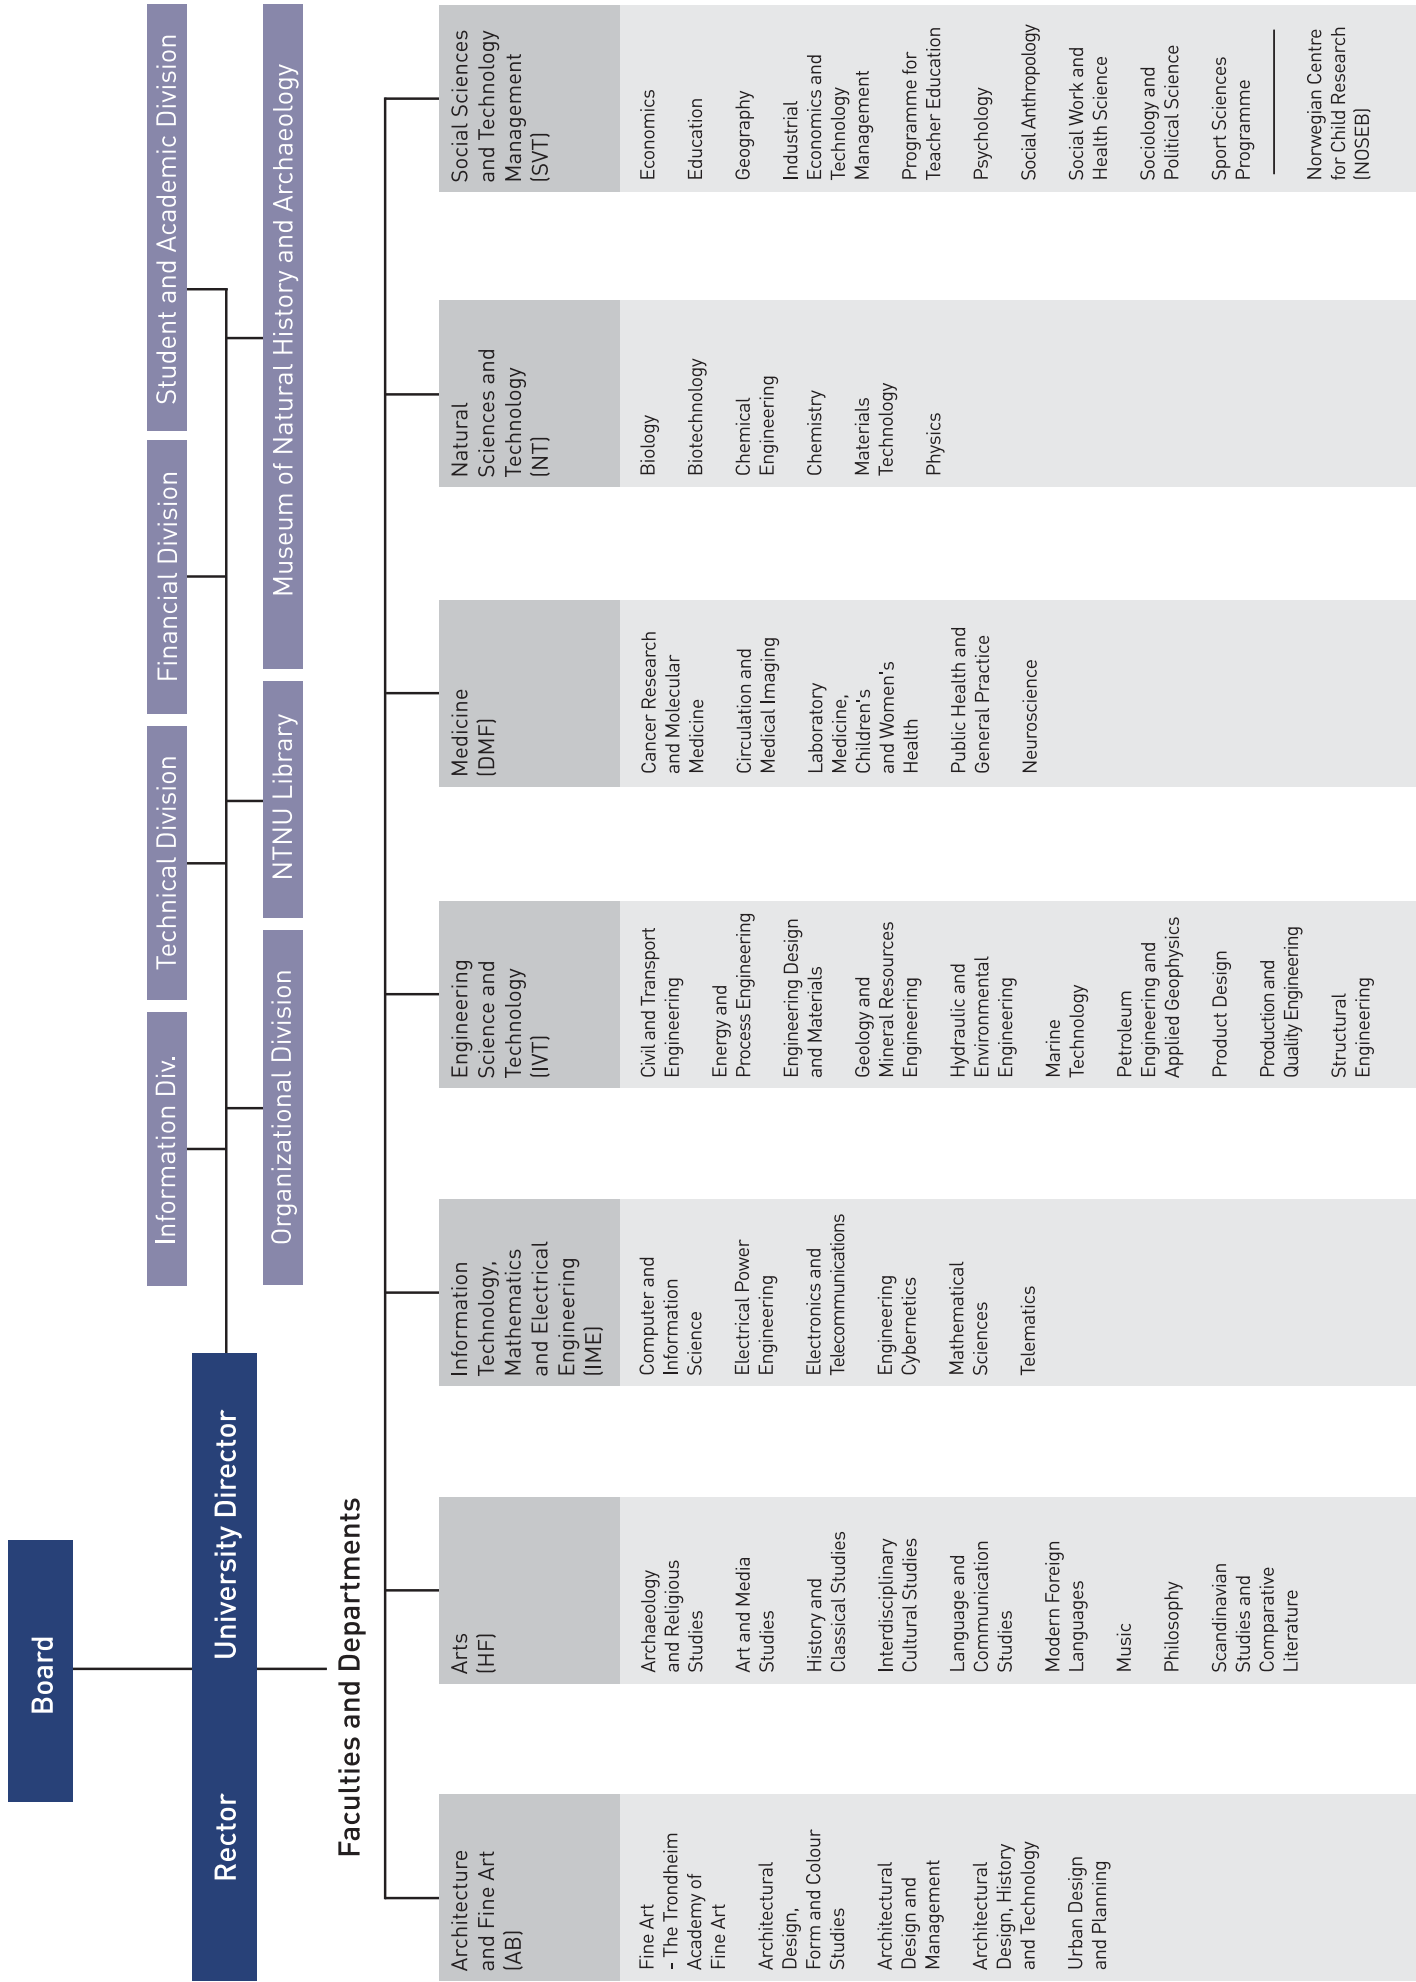 Board
Rector
University Director
Information Div.
Technical Division
Financial Division
Student and Academic Division
Organizational Division
NTNU Library
Museum of Natural History and Archaeology
Faculties and Departments
Architecture
and Fine Art
(AB)
Fine Art
- The Trondheim
Academy of
Fine Art
Architectural
Design,
Form and Colour
Studies
Architectural
Design and
Management
Architectural
Design, History
and Technology
Urban Design
and Planning
Arts
(HF)
Archaeology
and Religious
Studies
Art and Media
Studies
History and
Classical Studies
Interdisciplinary
Cultural Studies
Language and
Communication
Studies
Modern Foreign
Languages
Music
Philosophy
Scandinavian
Studies and
Comparative
Literature
Information
Technology,
Mathematics
and Electrical
Engineering
(IME)
Computer and
Information
Science
Electrical Power
Engineering
Electronics and
Telecommunications
Engineering
Cybernetics
Mathematical
Sciences
Telematics
Engineering
Science and
Technology
(IVT)
Civil and Transport
Engineering
Energy and
Process Engineering
Engineering Design
and Materials
Geology and
Mineral Resources
Engineering
Hydraulic and
Environmental
Engineering
Marine
Technology
Petroleum
Engineering and
Applied Geophysics
Product Design
Production and
Quality Engineering
Structural
Engineering
Medicine
(DMF)
Cancer Research
and Molecular
Medicine
Circulation and
Medical Imaging
Laboratory
Medicine,
Children's
and Women's
Health
Public Health and
General Practice
Neuroscience
Natural
Sciences and
Technology
(NT)
Biology
Biotechnology
Chemical
Engineering
Chemistry
Materials
Technology
Physics
Social Sciences
and Technology
Management
(SVT)
Economics
Education
Geography
Industrial
Economics and
Technology
Management
Programme for
Teacher Education
Psychology
Social Anthropology
Social Work and
Health Science
Sociology and
Political Science
Sport Sciences
Programme
Norwegian Centre
for Child Research
(NOSEB)